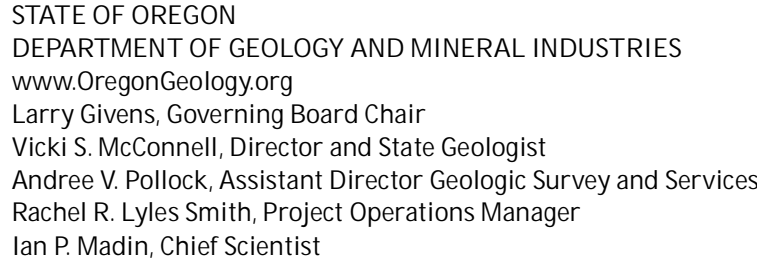 STATE OF OREGON
DEPARTMENT OF GEOLOGY AND MINERAL INDUSTRIES
www.OregonGeology.org
Larry Givens, Governing Board Chair
Vicki S. McConnell, Director and State Geologist
Andree V. Pollock, Assistant Director Geologic Survey and Services
Rachel R. Lyles Smith, Project Operations Manager
Ian P. Madin, Chief Scientist